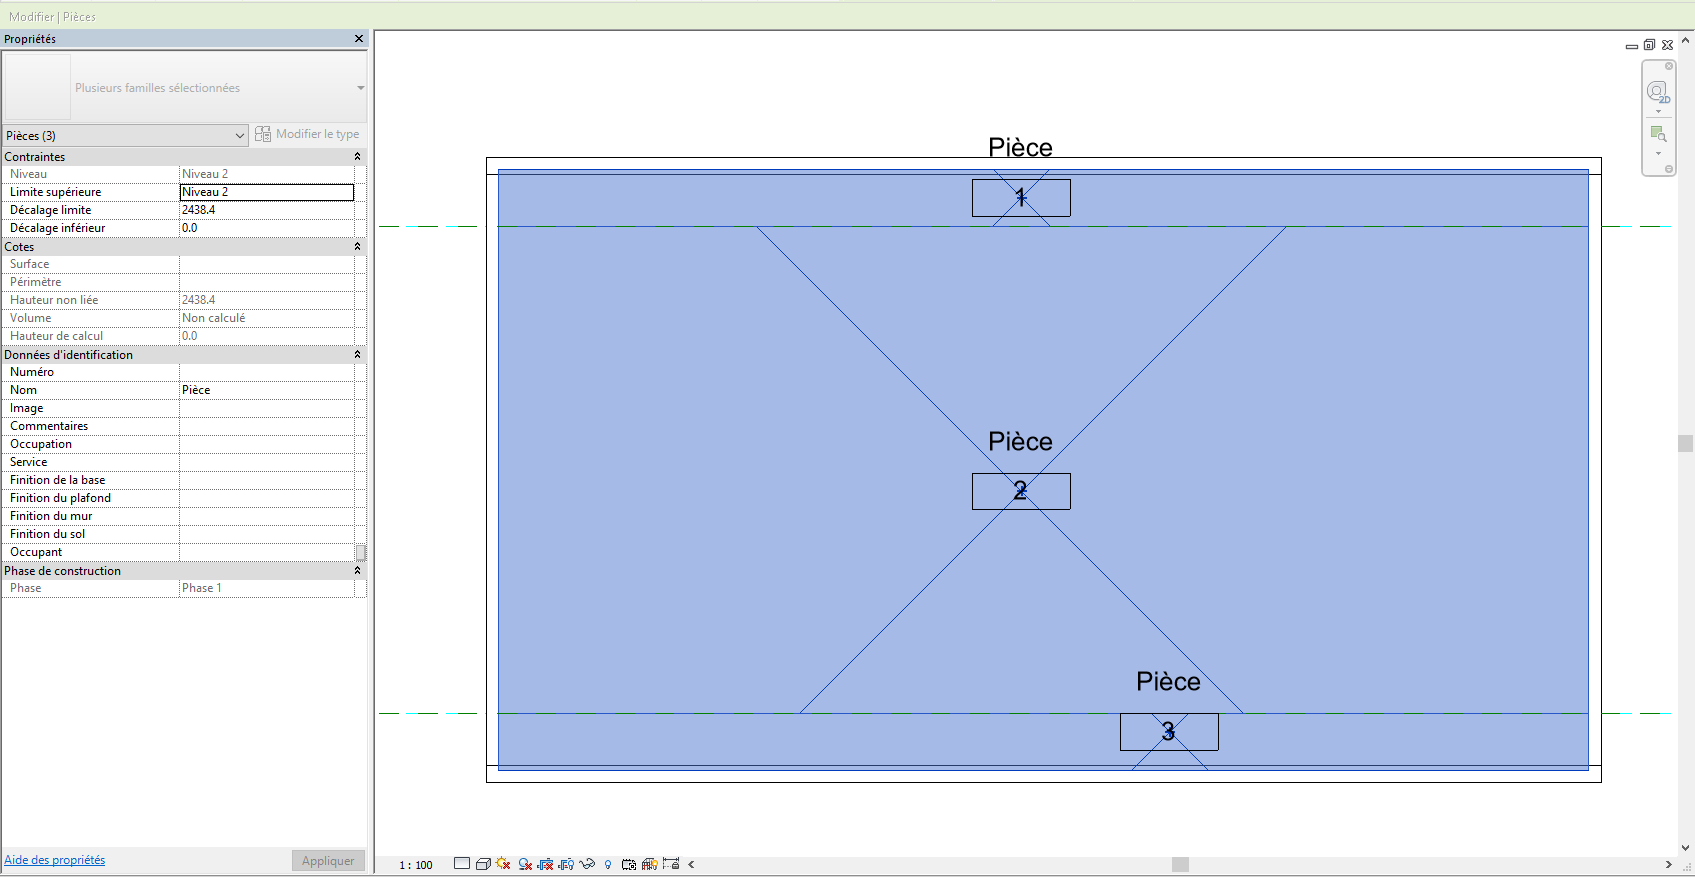 Modifier | Pièces
Propriétés
Plusieurs familles sélectionnées
Pièces (3)
Modifier le type
Contraintes
Niveau Niveau 2
Limite supérieure Niveau 2
Décalage limite 2438.4
Décalage inférieur 0.0
Cotes
Surface
Périmètre
Hauteur non liée 2438.4
Volume Non calculé
Hauteur de calcul 0.0
Données d'identification
Numéro
Nom Pièce
Image
Commentaires
Occupation
Service
Finition de la base
Finition du plafond
Finition du mur
Finition du sol
Occupant
Phase de construction
Phase Phase 1
Aide des propriétés
Appliquer
2D
Pièce
1
Pièce
2
Pièce
3
1 : 100